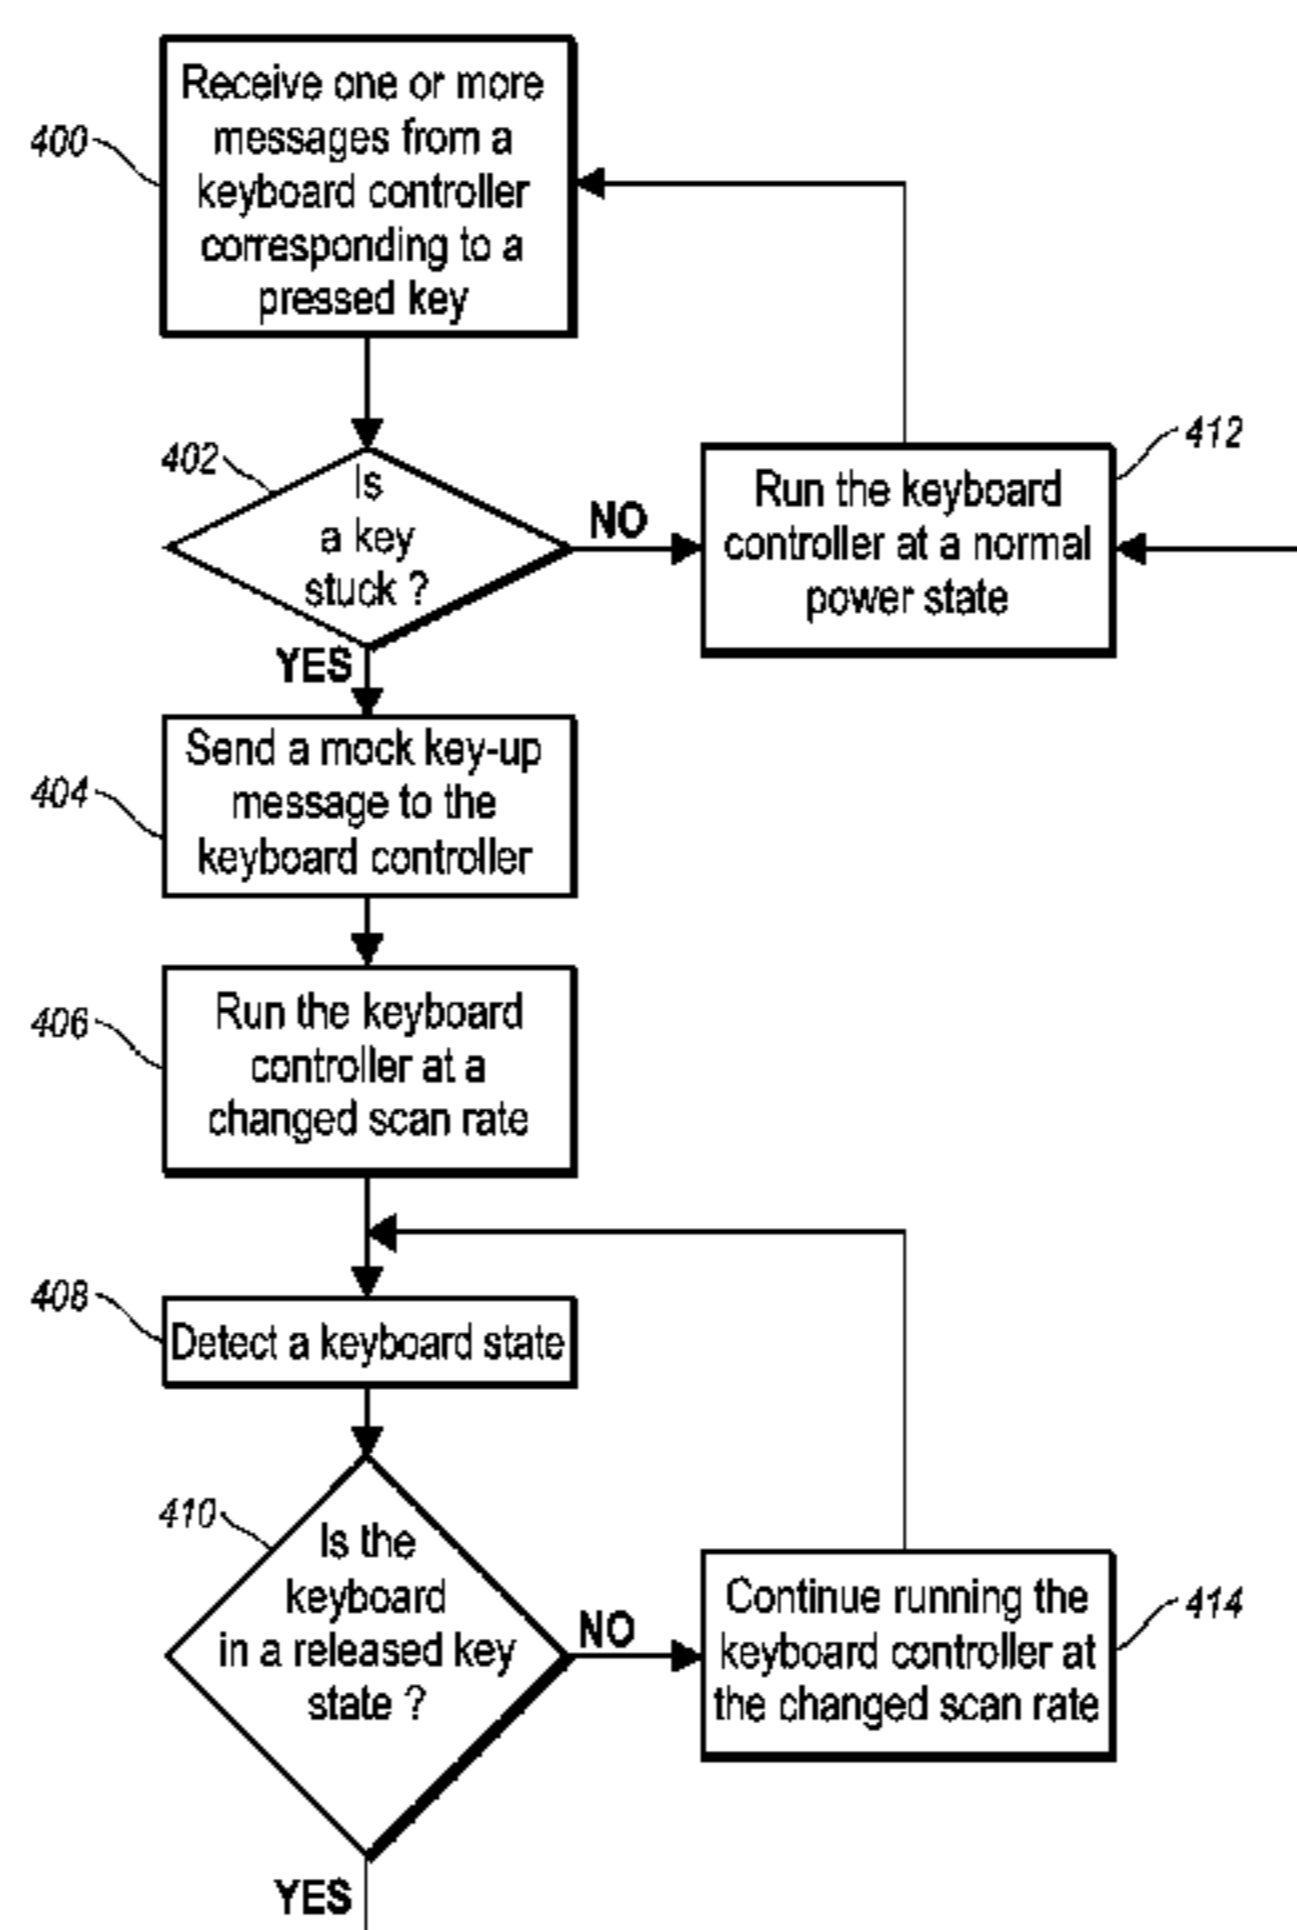 400
Receive one or more
messages from a
keyboard controller
corresponding to a
pressed key
402
Is
a key
stuck ?
NO
YES
412
Run the keyboard
controller at a normal
power state
404
Send a mock key-up
message to the
keyboard controller
406
Run the keyboard
controller at a
changed scan rate
408
Detect a keyboard state
410
Is the
keyboard
in a released key
state ?
NO
YES
414
Continue running the
keyboard controller at
the changed scan rate